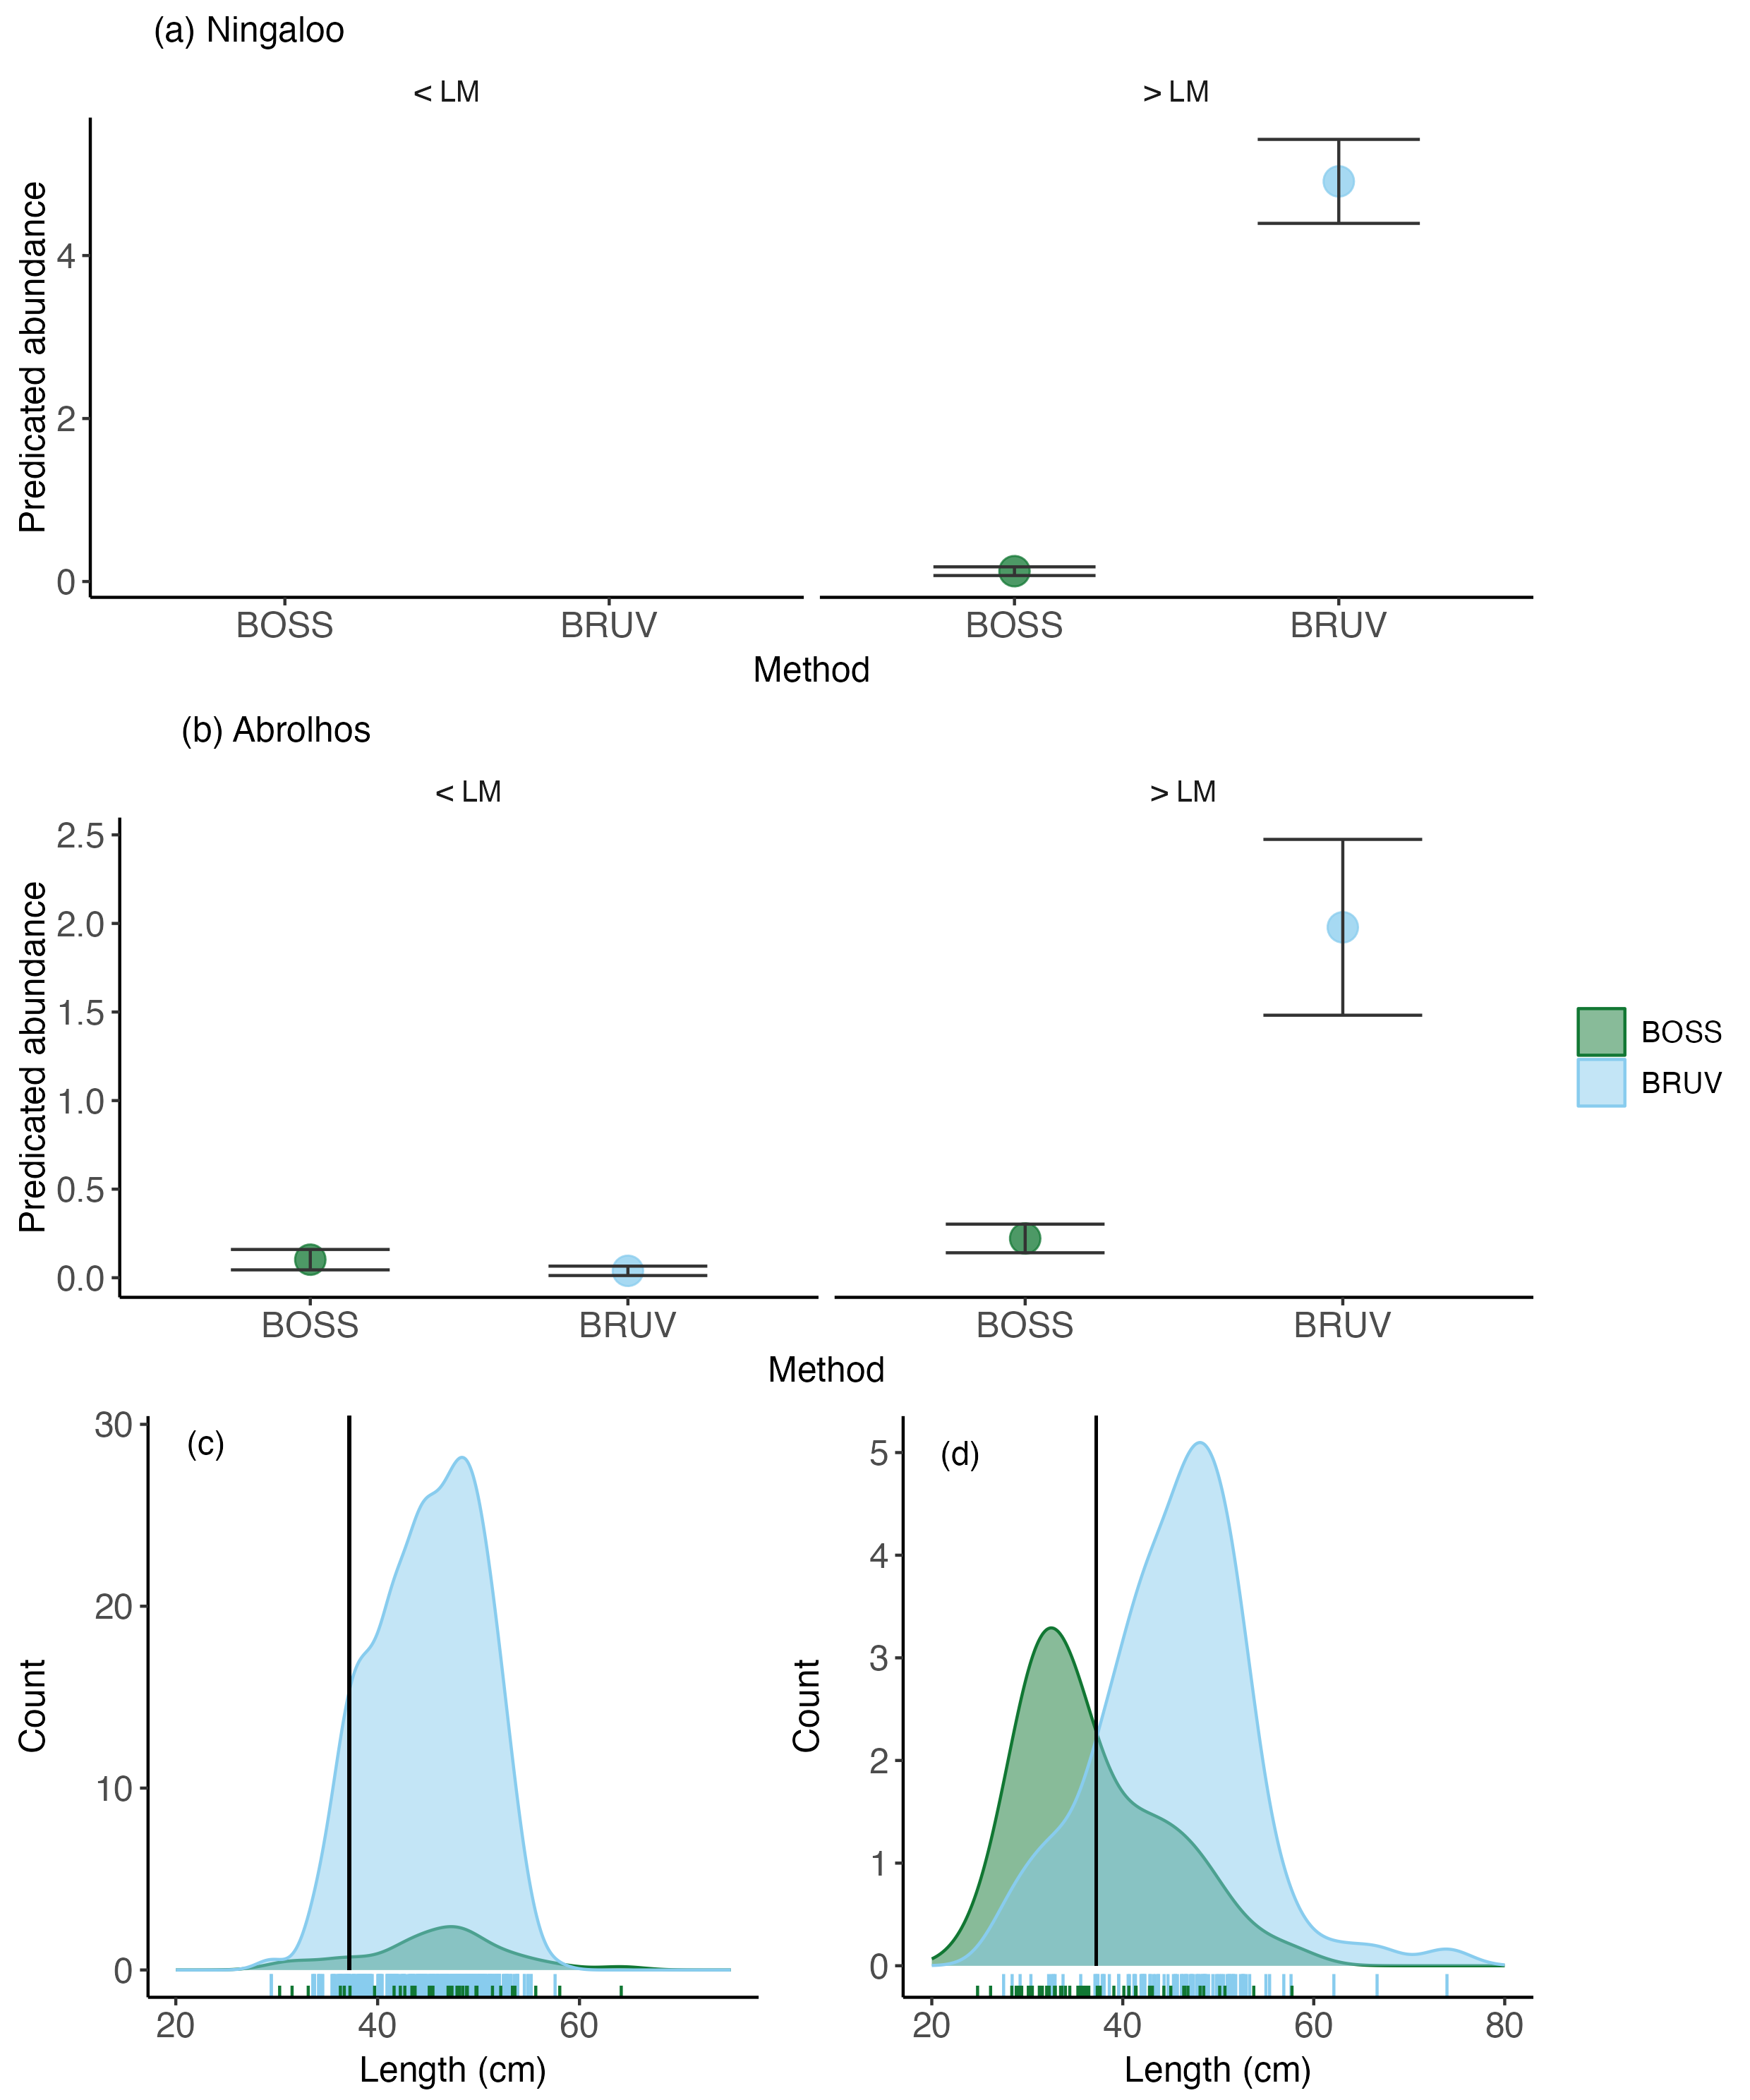 (a) Ningaloo
< LM
> LM
Predicated abundance
4
2
0
BOSS
BRUV
BOSS
BRUV
Method
(b) Abrolhos
< LM
> LM
Predicated abundance
2.5
2.0
1.5
1.0
0.5
0.0
BOSS
BRUV
BOSS
BRUV
Method
BOSS
BRUV
(c)
Count
30
20
10
0
20
40
60
Length (cm)
(d)
Count
5
4
3
2
1
0
20
40
60
80
Length (cm)